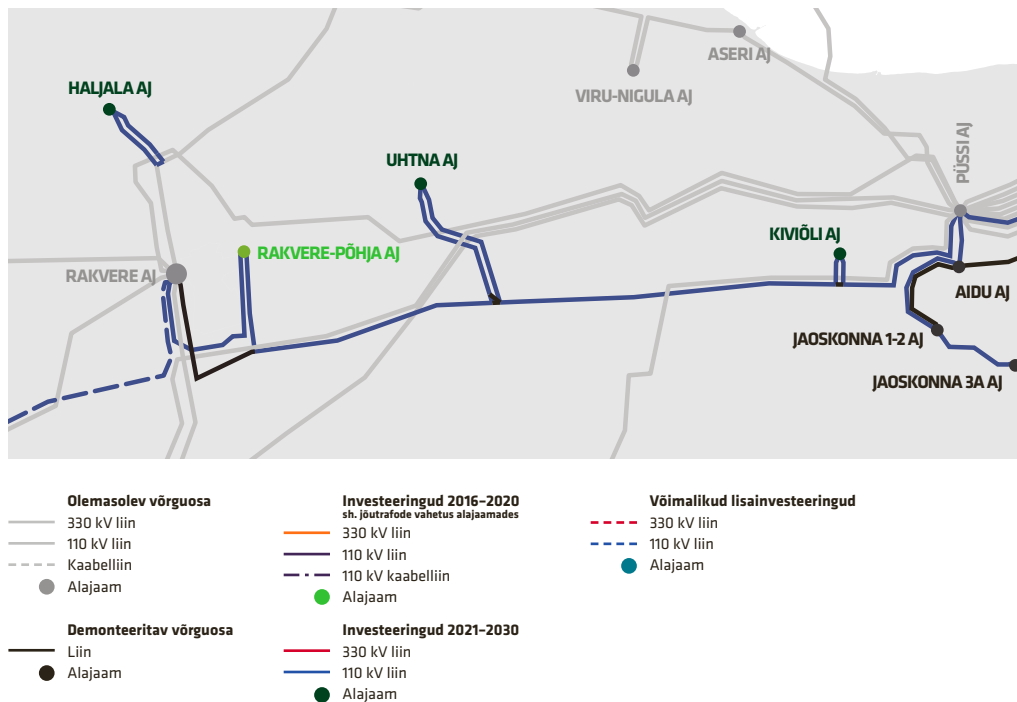 ASERI AJ
HALJALA AJ
VIRU-NIGULA AJ
PÜSSI AJ
UHTNA AJ
KIVIÕLI AJ
RAKVERE-PÕHJA AJ
RAKVERE AJ
AIDU AJ
JAOSKONNA 1-2 AJ
JAOSKONNA 3A AJ
Olemasolev võrguosa
330 kV liin
110 kV liin
Kaabelliin
Alajaam
Demonteeritav võrguosa
Liin
Alajaam
Investeeringud 2016–2020
sh. jõutrafode vahetus alajaamades
330 kV liin
110 kV liin
110 kV kaabelliin
Alajaam
Investeeringud 2021–2030
330 kV liin
110 kV liin
Alajaam
Võimalikud lisainvesteeringud
330 kV liin
110 kV liin
Alajaam